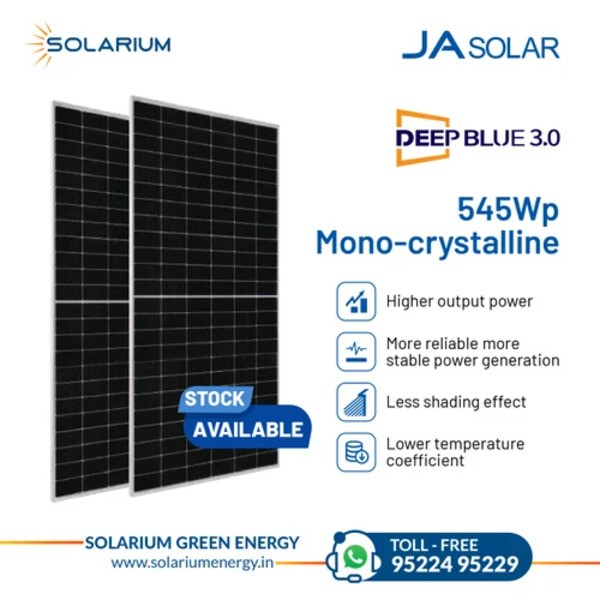 SOLARIUM
JA SOLAR
DEEP BLUE 3.0
545Wp
Mono-crystalline
Higher output power
More reliable more
stable power generation
Less shading effect
Lower temperature
coefficient
STOCK
AVAILABLE
SOLARIUM GREEN ENERGY
www.solariumenergy.in
TOLL - FREE
95224 95229